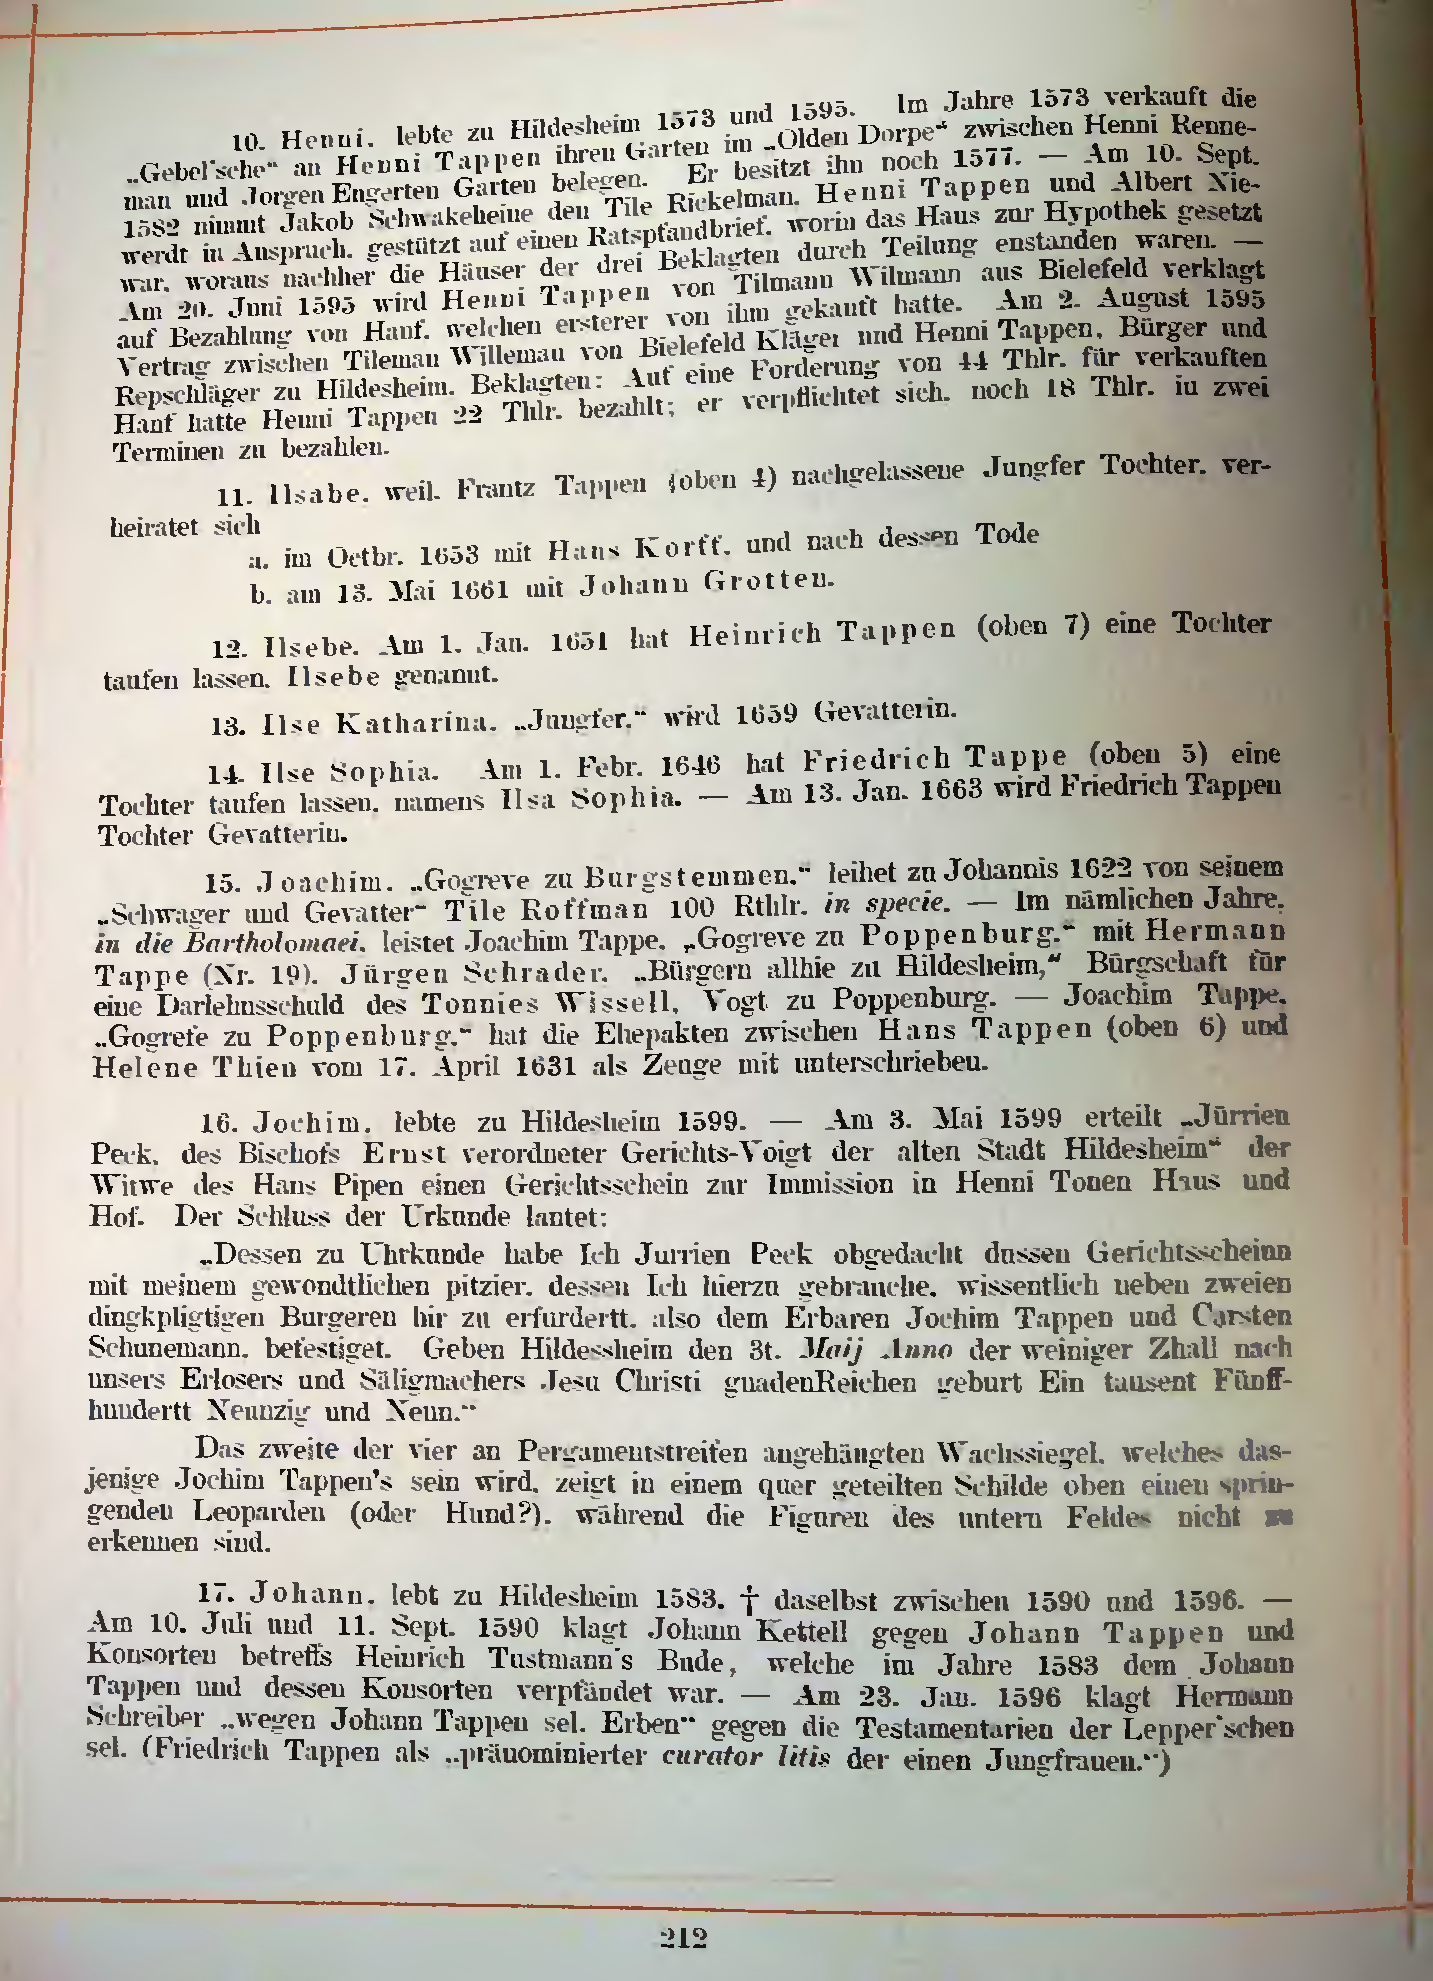 10. Henni, lebte zu Hildesheim 1573 und 1595. Im Jahre 1573 verkauft die
„Gebel'sche“ an Henni Tappen ihren Garten im „Olden Dorpe“ zwischen Henni Renne-
man und Jorgen Engerten Garten belegen. Er besitzt ihn noch 1577. — Am 10. Sept.
1582 nimmt Jakob Schwakeheine den Tile Rickelman, Henni Tappen und Albert Nie-
werdt in Anspruch, gestützt auf einen Ratspfandbrief, worin das Haus zur Hypothek gesetzt
war, woraus nachher die Häuser der drei Beklagten durch Teilung enstanden waren. —
Am 20. Juni 1595 wird Henni Tappen von Tilmann Wilmann aus Bielefeld verklagt
auf Bezahlung von Hanf, welchen ersterer von ihm gekauft hatte. Am 2. August 1595
Vertrag zwischen Tileman Willeman von Bielefeld Kläger und Henni Tappen, Bürger und
Repschläger zu Hildesheim, Beklagten: Auf eine Forderung von 44 Thlr. für verkauften
Hanf hatte Henni Tappen 22 Thlr. bezahlt; er verpflichtet sich, noch 18 Thlr. in zwei
Terminen zu bezahlen.
11. Ilsabe, weil. Frantz Tappen (oben 4) nachgelassene Jungfer Tochter, ver-
heiratet sich
a. im Octbr. 1653 mit Hans Korff, und nach dessen Tode
b. am 13. Mai 1661 mit Johann Grotten.
12. Ilsebe. Am 1. Jan. 1651 hat Heinrich Tappen (oben 7) eine Tochter
taufen lassen, Ilsebe genannt.
13. Ilse Katharina, „Jungfer,“ wird 1659 Gevatterin.
14. Ilse Sophia. Am 1. Febr. 1646 hat Friedrich Tappe (oben 5) eine
Tochter taufen lassen, namens Ilsa Sophia. — Am 13. Jan. 1663 wird Friedrich Tappen
Tochter Gevatterin.
15. Joachim, „Gogreve zu Burgstemmen,“ leihet zu Johannis 1622 von seinem
„Schwager und Gevatter“ Tile Roffman 100 Rthlr. in specie. — Im nämlichen Jahre,
in die Bartholomaei, leistet Joachim Tappe, „Gogreve zu Poppenburg,“ mit Hermann
Tappe (Nr. 19), Jürgen Schrader, „Bürgern allhie zu Hildesheim,“ Bürgschaft für
eine Darlehnsschuld des Tonnies Wissell, Vogt zu Poppenburg. — Joachim Tappe,
„Gogrefe zu Poppenburg,“ hat die Ehepakten zwischen Hans Tappen (oben 6) und
Helene Thien vom 17. April 1631 als Zeuge mit unterschrieben.
16. Jochim, lebte zu Hildesheim 1599. — Am 3. Mai 1599 erteilt „Jürrien
Peck, des Bischofs Ernst verordneter Gerichts-Voigt der alten Stadt Hildesheim“ der
Witwe des Hans Pipen einen Gerichtsschein zur Immission in Henni Tonen Haus und
Hof. Der Schluss der Urkunde lautet:
„Dessen zu Uhrkunde habe Ich Jurrien Peck obgedacht dussen Gerichtsscheinn
mit meinem gewondtlichen pitzier, dessen Ich hierzu gebrauche, wissentlich neben zweien
dingkpligtigen Burgeren hir zu erfurdertt, also dem Erbaren Jochim Tappen und Carsten
Schunemann, befestiget. Geben Hildessheim den 3t. Maij Anno der weiniger Zhall nach
unsers Erlosers und Säligmachers Jesu Christi gnadenReichen geburt Ein tausent Fünff-
hundertt Neunzig und Neun.“
Das zweite der vier an Pergamentstreifen angehängten Wachssiegel, welches das-
jenige Jochim Tappen's sein wird, zeigt in einem quer geteilten Schilde oben einen sprin-
genden Leoparden (oder Hund?), während die Figuren des untern Feldes nicht zu
erkennen sind.
17. Johann, lebt zu Hildesheim 1583, † daselbst zwischen 1590 und 1596. —
Am 10. Juli und 11. Sept. 1590 klagt Johann Kettell gegen Johann Tappen und
Konsorten betreffs Heinrich Tustmann's Bude, welche im Jahre 1583 dem Johann
Tappen und dessen Konsorten verpfändet war. — Am 23. Jan. 1596 klagt Hermann
Schreiber „wegen Johann Tappen sel. Erben“ gegen die Testamentarien der Lepper'schen
sel. (Friedrich Tappen als „pränominierter curator litis der einen Jungfrauen.“)
212